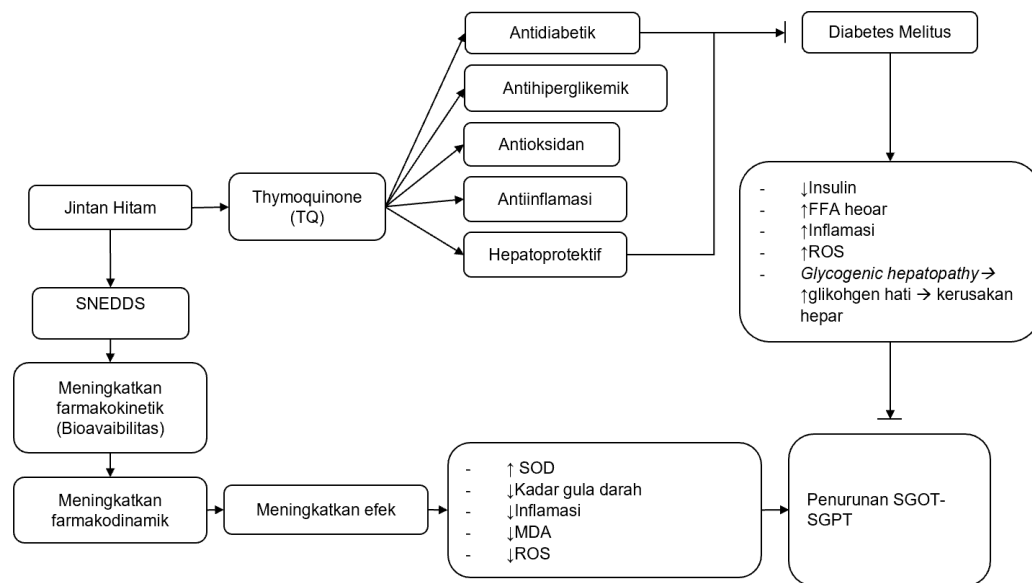 Antidiabetik
Diabetes Melitus
Antihiperglikemik
Antioksidan
Antiinflamasi
Hepatoprotektif
Jintan Hitam
Thymoquinone
(TQ)
- ↓Insulin
- ↑FFA heoar
- ↑Inflamasi
- ↑ROS
- Glycogenic hepatopathy→
↑glikohgen hati → kerusakan
hepar
SNEDDS
Meningkatkan
farmakokinetik
(Bioavaibilitas)
Meningkatkan
farmakodinamik
Meningkatkan efek
- ↑ SOD
- ↓Kadar gula darah
- ↓Inflamasi
- ↓MDA
- ↓ROS
Penurunan SGOT-
SGPT